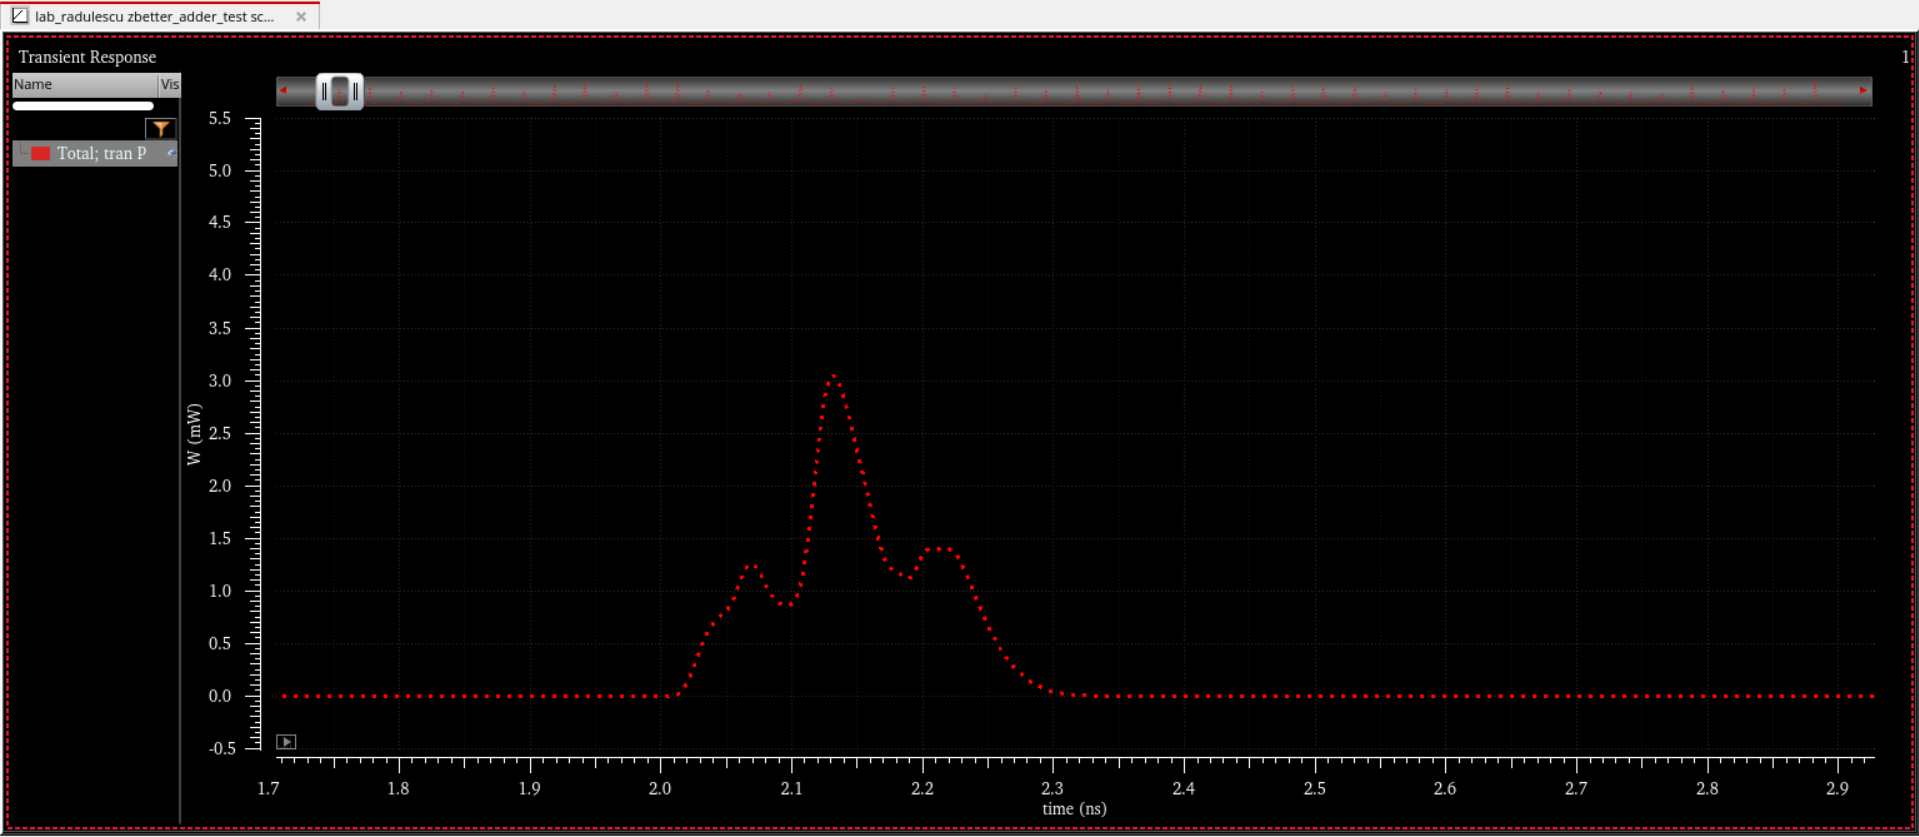 lab_radulescu zbetter_adder_test sc...
Transient Response
1
Name Vis
Total; tran P
5.5
5.0
4.5
4.0
3.5
3.0
2.5
2.0
1.5
1.0
0.5
0.0
-0.5
W (mW)
1.7 1.8 1.9 2.0 2.1 2.2 2.3 2.4 2.5 2.6 2.7 2.8 2.9
time (ns)